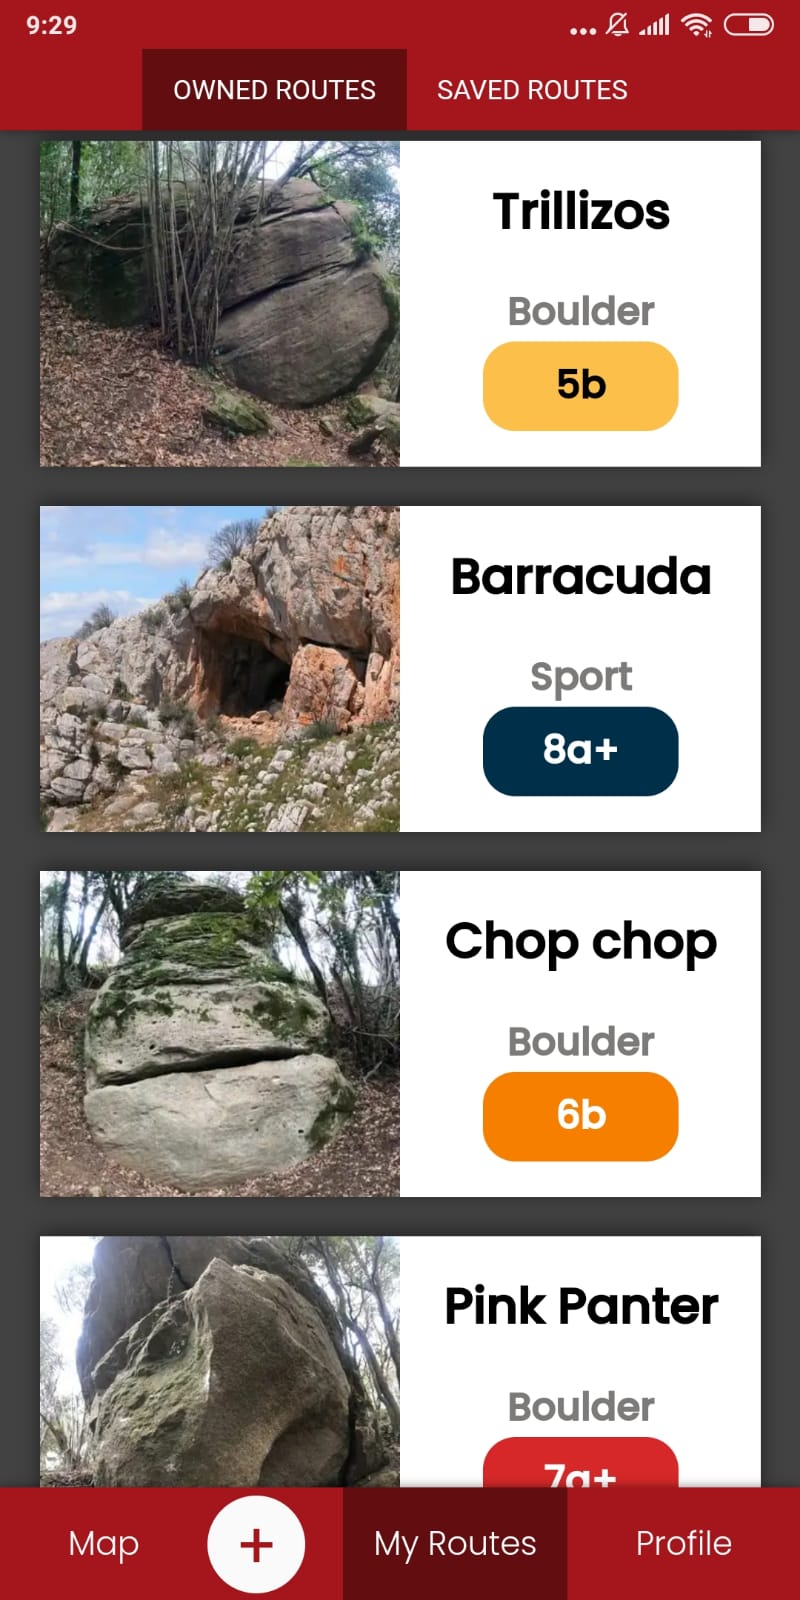 9:29
OWNED ROUTES SAVED ROUTES
Trillizos
Boulder
5b
Barracuda
Sport
8a+
Chop chop
Boulder
6b
Pink Panter
Boulder
7a+
Map + My Routes Profile